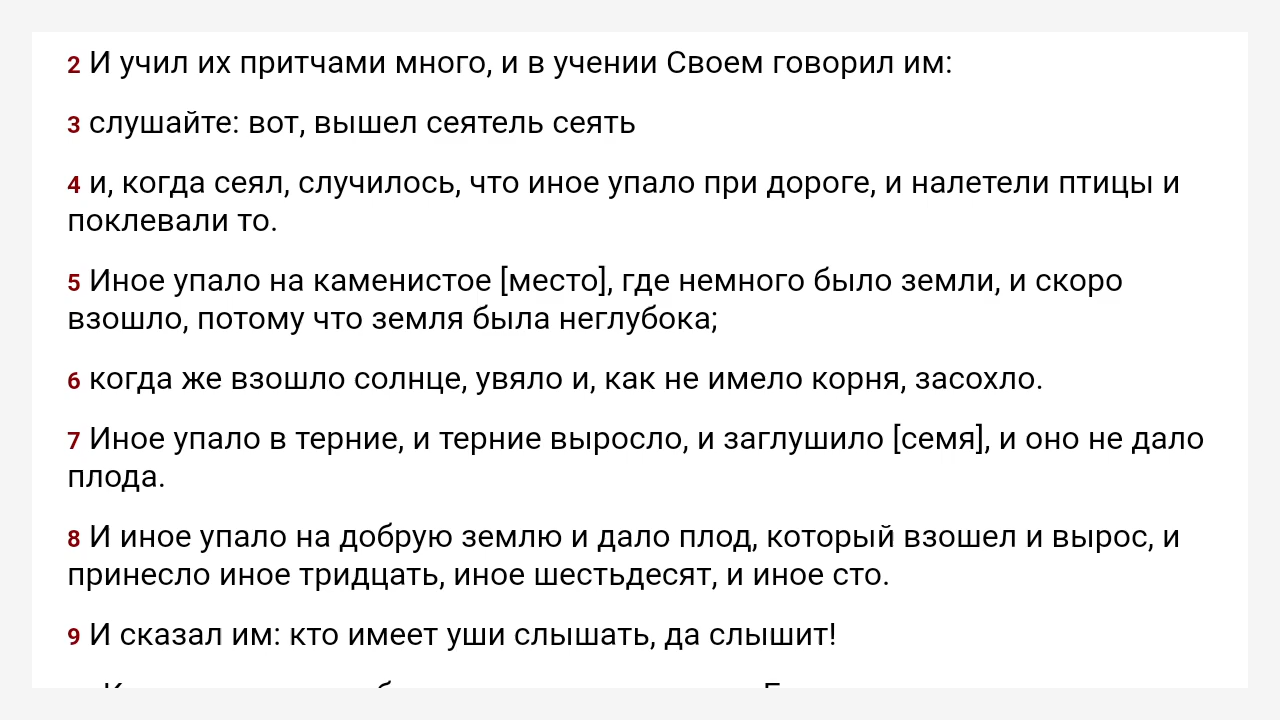 2 И учил их притчами много, и в учении Своем говорил им:
3 слушайте: вот, вышел сеятель сеять
4 и, когда сеял, случилось, что иное упало при дороге, и налетели птицы и
поклевали то.
5 Иное упало на каменистое [место], где немного было земли, и скоро
взошло, потому что земля была неглубока;
6 когда же взошло солнце, увяло и, как не имело корня, засохло.
7 Иное упало в терние, и терние выросло, и заглушило [семя], и оно не дало
плода.
8 И иное упало на добрую землю и дало плод, который взошел и вырос, и
принесло иное тридцать, иное шестьдесят, и иное сто.
9 И сказал им: кто имеет уши слышать, да слышит!